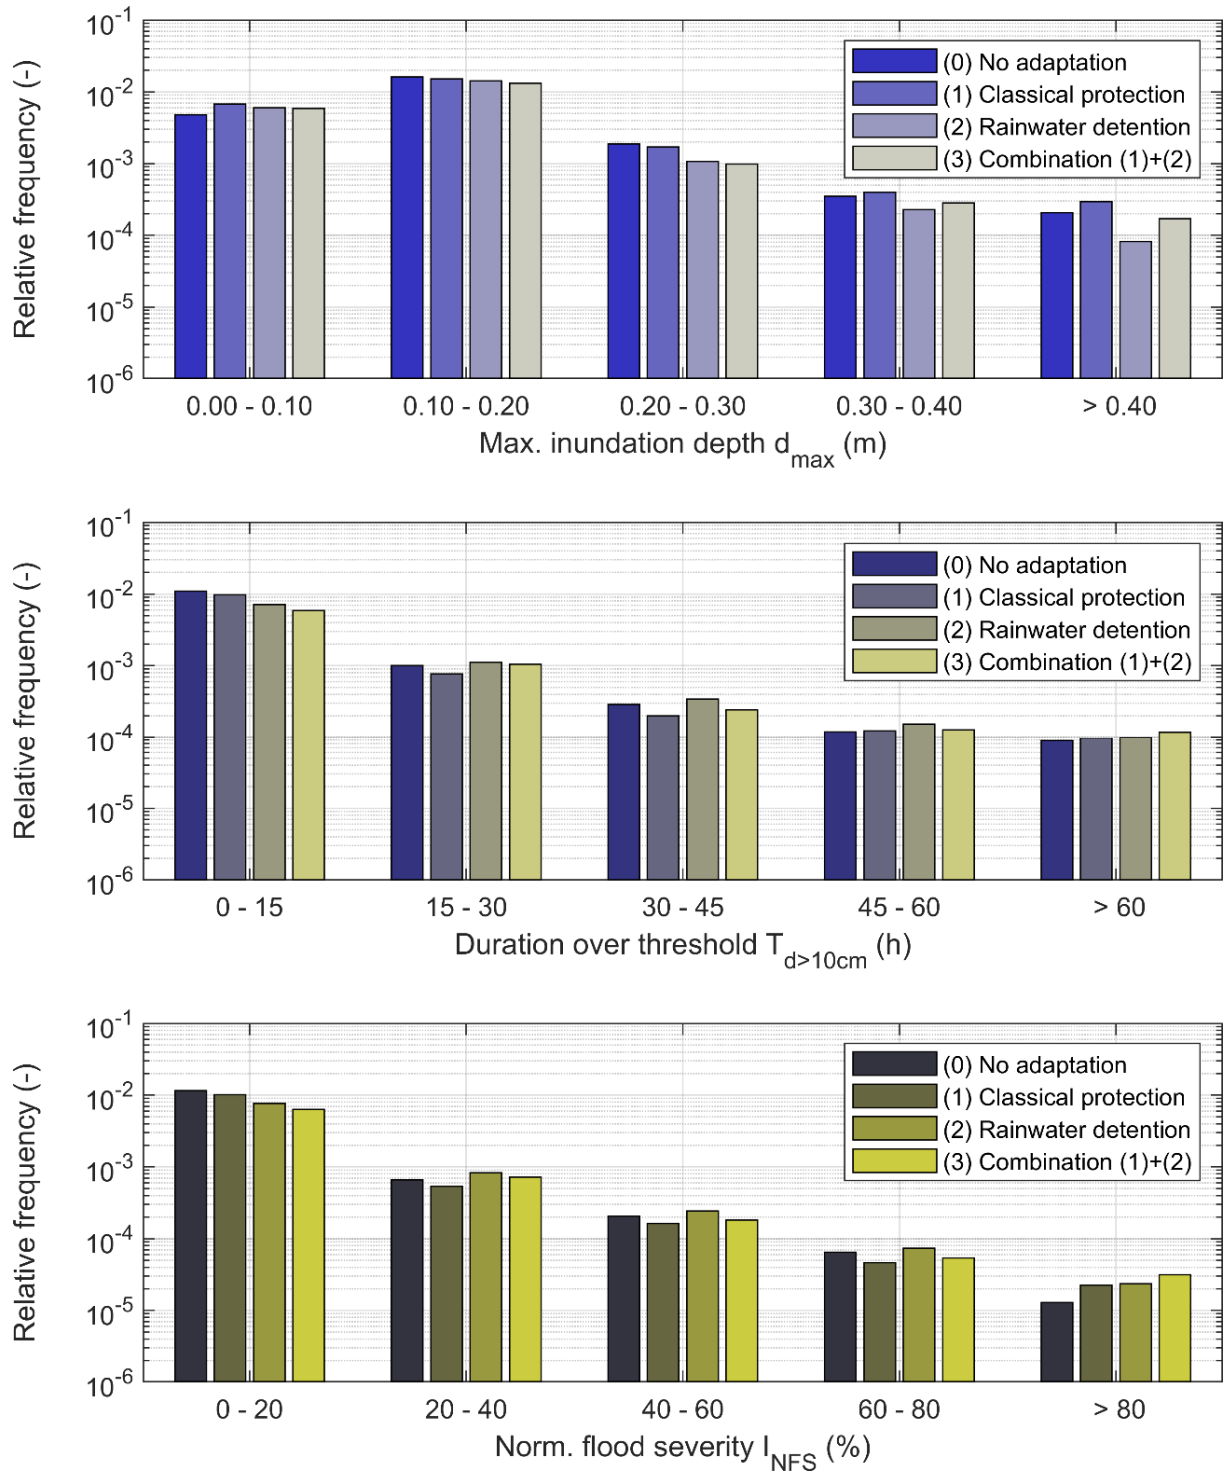 10^-1
10^-2
10^-3
10^-4
10^-5
10^-6
Relative frequency (-)
(0) No adaptation
(1) Classical protection
(2) Rainwater detention
(3) Combination (1)+(2)
0.00 - 0.10 0.10 - 0.20 0.20 - 0.30 0.30 - 0.40 > 0.40
Max. inundation depth d_max (m)
10^-1
10^-2
10^-3
10^-4
10^-5
10^-6
Relative frequency (-)
(0) No adaptation
(1) Classical protection
(2) Rainwater detention
(3) Combination (1)+(2)
0 - 15 15 - 30 30 - 45 45 - 60 > 60
Duration over threshold T_d>10cm (h)
10^-1
10^-2
10^-3
10^-4
10^-5
10^-6
Relative frequency (-)
(0) No adaptation
(1) Classical protection
(2) Rainwater detention
(3) Combination (1)+(2)
0 - 20 20 - 40 40 - 60 60 - 80 > 80
Norm. flood severity I_NFS (%)